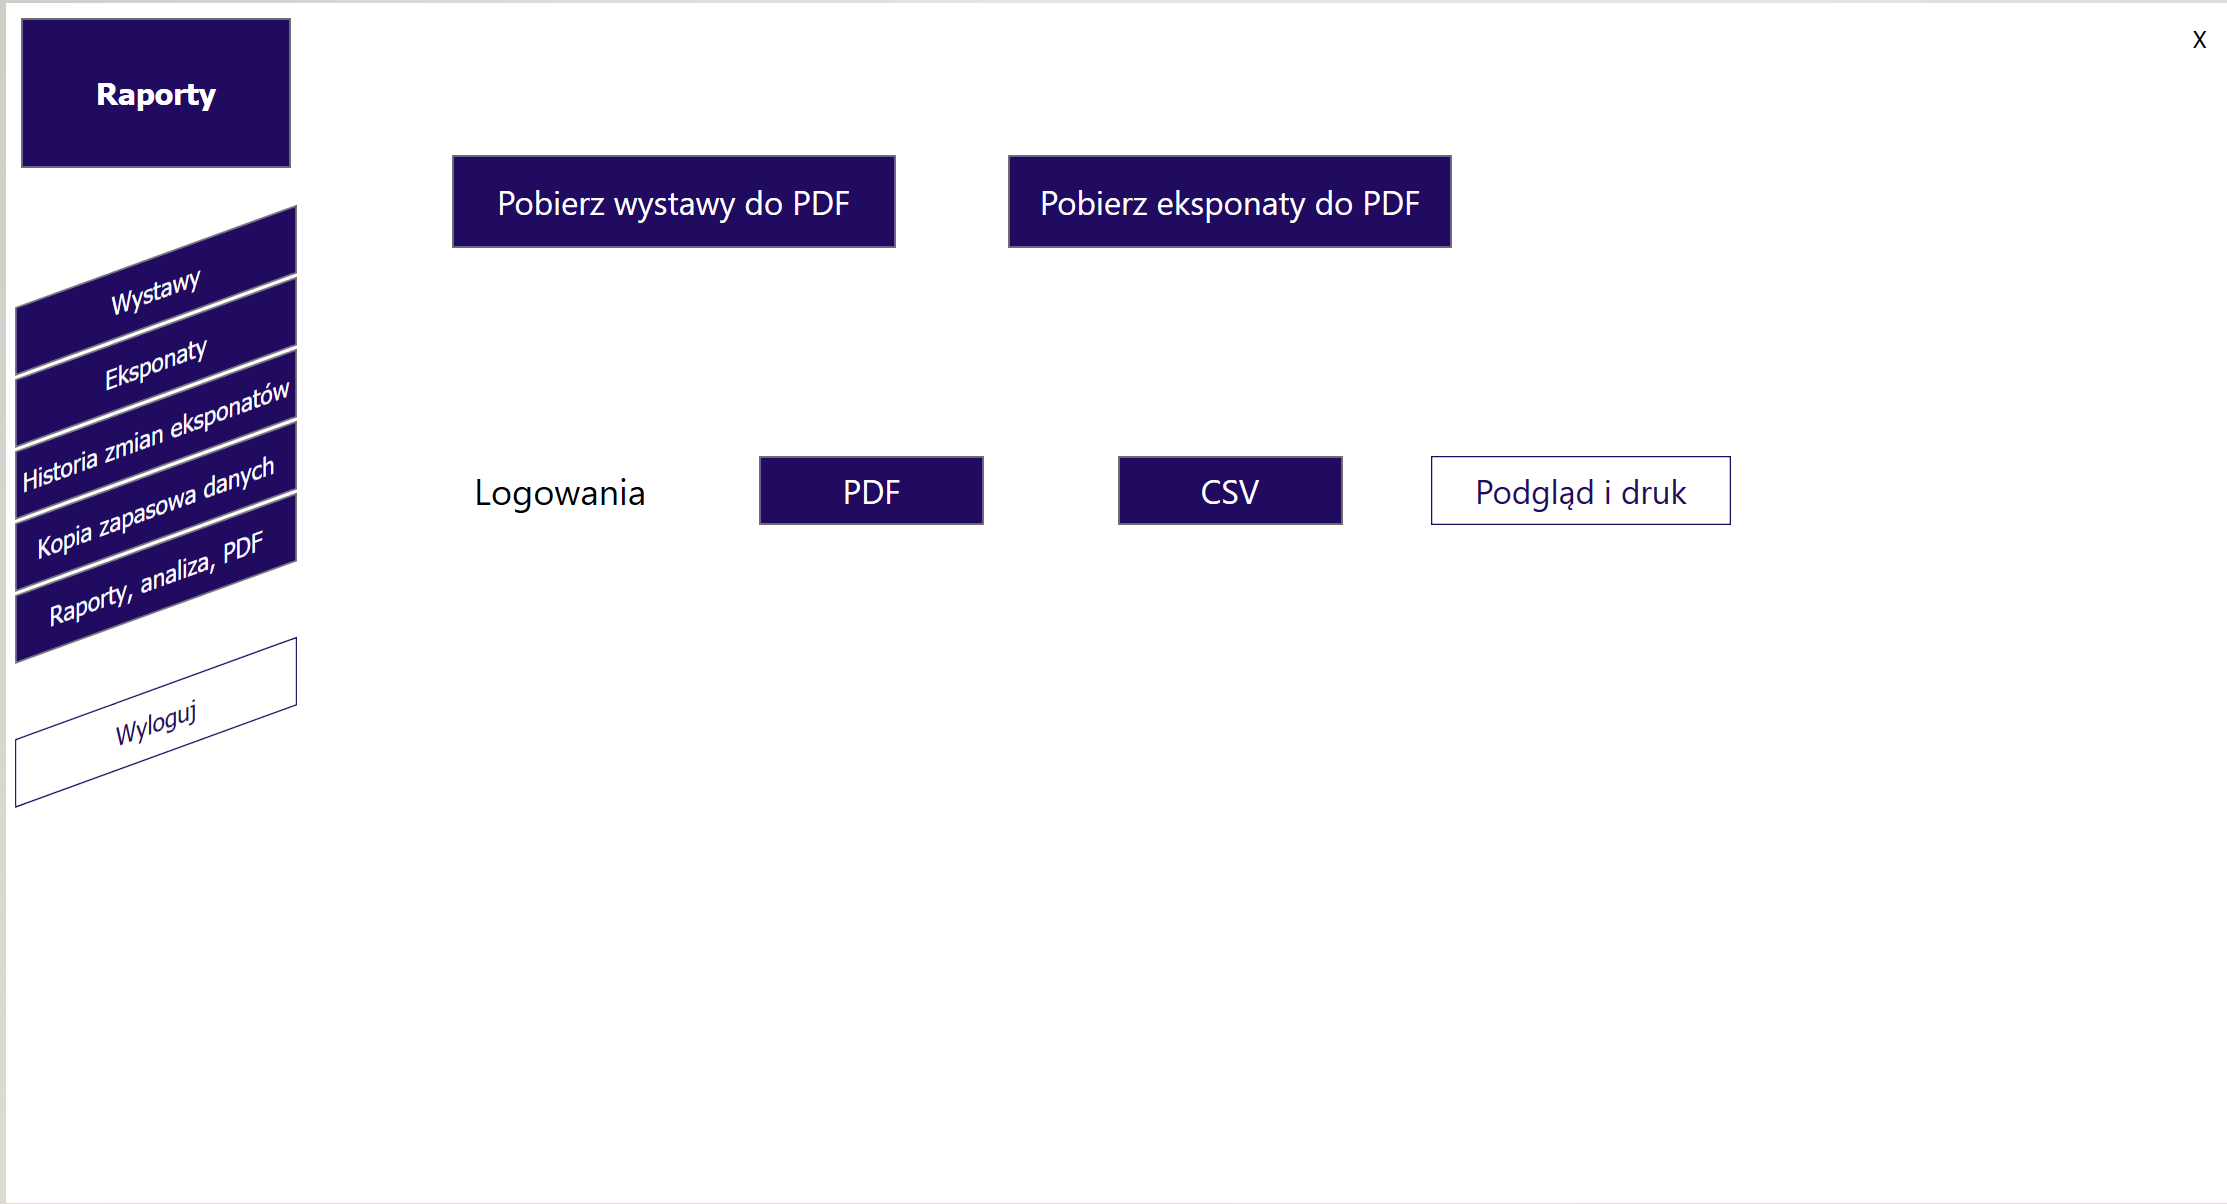 Raporty
X
Pobierz wystawy do PDF
Pobierz eksponaty do PDF
Wystawy
Eksponaty
Historia zmian eksponatów
Kopia zapasowa danych
Raporty, analiza, PDF
Wyloguj
Logowania
PDF
CSV
Podgląd i druk